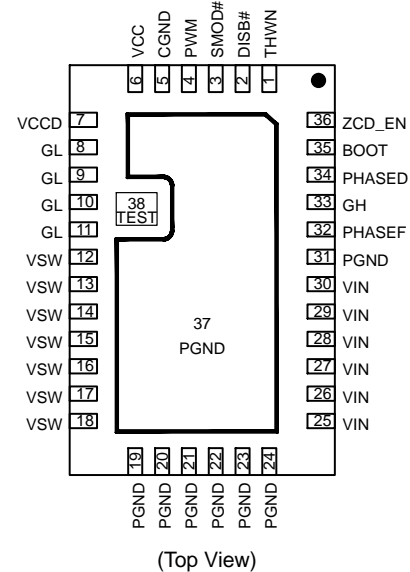 VCC
CGND
PWM
SMOD#
DISB#
THWN
6
5
4
3
2
1
VCCD 7
GL 8
GL 9
GL 10
GL 11
VSW 12
VSW 13
VSW 14
VSW 15
VSW 16
VSW 17
VSW 18
38
TEST
37
PGND
36 ZCD_EN
35 BOOT
34 PHASED
33 GH
32 PHASEF
31 PGND
30 VIN
29 VIN
28 VIN
27 VIN
26 VIN
25 VIN
19
20
21
22
23
24
PGND
PGND
PGND
PGND
PGND
PGND
(Top View)